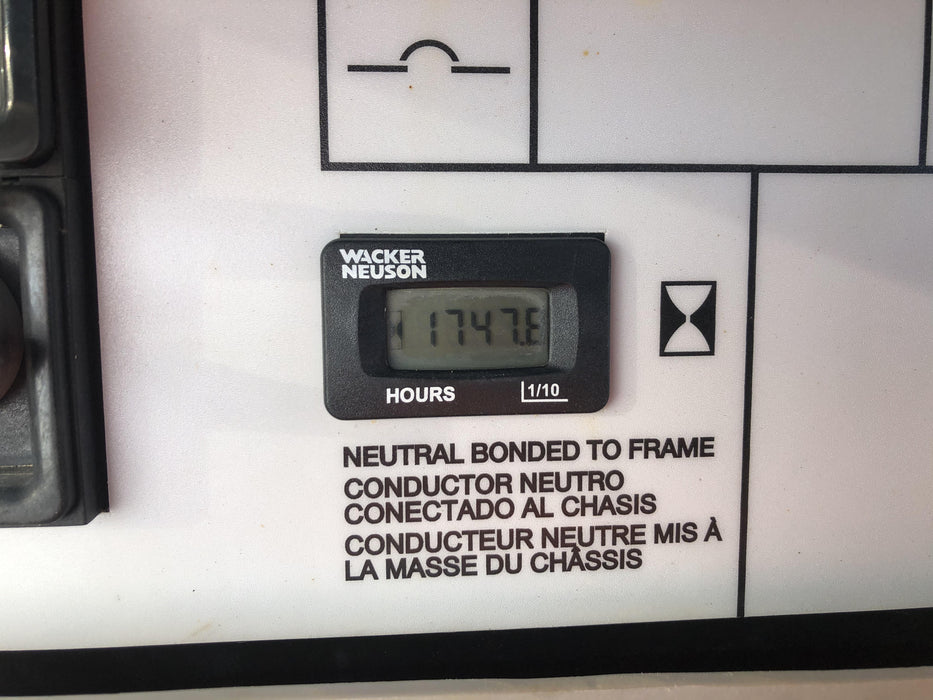 WACKER
NEUSON
1747.
HOURS
1/10
NEUTRAL BONDED TO FRAME
CONDUCTOR NEUTRO
CONECTADO AL CHASIS
CONDUCTEUR NEUTRE MIS À
LA MASSE DU CHÂSSIS